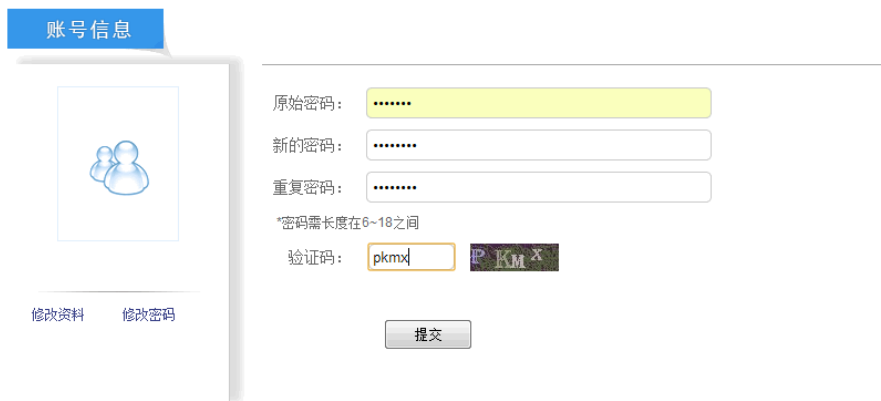 账号信息
原始密码： •••••••
新的密码： ••••••••
重复密码： ••••••••
*密码需长度在6~18之间
验证码： pkmx P K M X
修改资料 修改密码
提交